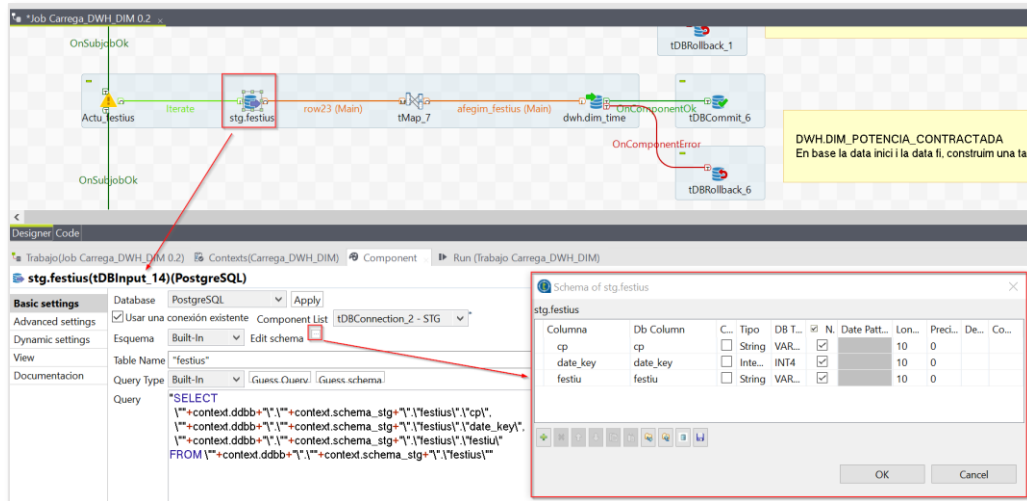 *Job Carrega_DWH_DIM 0.2
OnSubjobOk
tDBRollback_1
Actu_festius
Iterate
stg.festius
row23 (Main)
tMap_7
afegim_festius (Main)
dwh.dim_time
OnComponentOk
tDBCommit_6
OnComponentError
tDBRollback_6
DWH.DIM_POTENCIA_CONTRACTADA
En base la data inici i la data fi, construim una ta
OnSubjobOk
Designer Code
Trabajo(Job Carrega_DWH_DIM 0.2) Contexts(Carrega_DWH_DIM) Component Run (Trabajo Carrega_DWH_DIM)
stg.festius(tDBInput_14)(PostgreSQL)
Basic settings
Advanced settings
Dynamic settings
View
Documentacion
Database PostgreSQL Apply
Usar una conexión existente Component List tDBConnection_2 - STG
Esquema Built-In Edit schema
Table Name "festius"
Query Type Built-In Guess Query Guess schema
Query "SELECT
\""+context.ddbb+"\".\""+context.schema_stg+"\".\"festius\".\"cp\",
\""+context.ddbb+"\".\""+context.schema_stg+"\".\"festius\".\"date_key\",
\""+context.ddbb+"\".\""+context.schema_stg+"\".\"festius\".\"festiu\"
FROM \""+context.ddbb+"\".\""+context.schema_stg+"\".\"festius\""
Schema of stg.festius
stg.festius
Columna Db Column C... Tipo DB T... N. Date Patt... Lon... Preci... De... Co...
cp cp String VAR... 10 0
date_key date_key Inte... INT4 10 0
festiu festiu String VAR... 10 0
OK Cancel